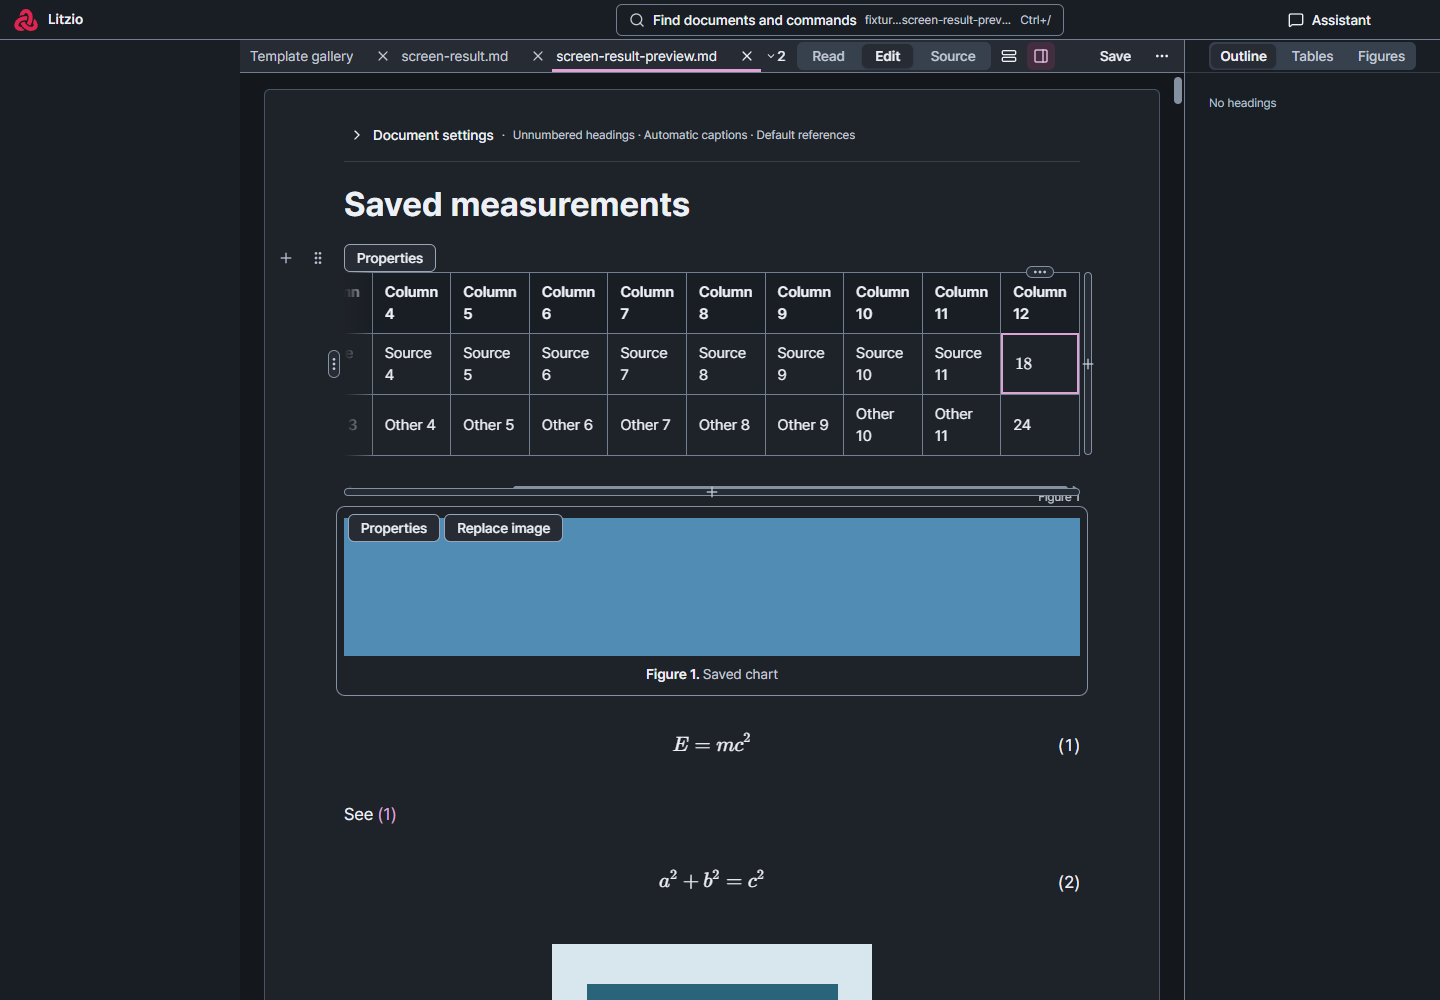 Litzio
Find documents and commands fixtur...screen-result-prev... Ctrl+/
Assistant
Template gallery
screen-result.md
screen-result-preview.md
2
Read Edit Source
Save
Outline Tables Figures
No headings
Document settings · Unnumbered headings · Automatic captions · Default references
Saved measurements
Properties
Column 4 Column 5 Column 6 Column 7 Column 8 Column 9 Column 10 Column 11 Column 12
Source 4 Source 5 Source 6 Source 7 Source 8 Source 9 Source 10 Source 11 18
3 Other 4 Other 5 Other 6 Other 7 Other 8 Other 9 Other 10 Other 11 24
Figure 1
Properties Replace image
Figure 1. Saved chart
E = mc² (1)
See (1)
a² + b² = c² (2)